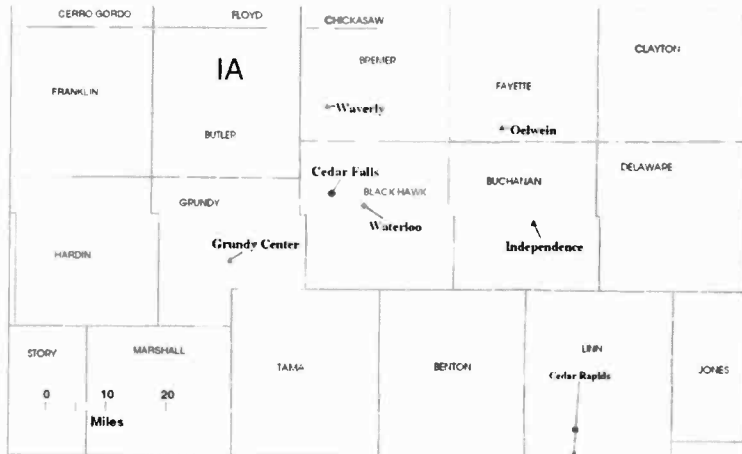 CERRO GORDO
FLOYD
CHICKASAW
CLAYTON
IA
BREMER
FRANKLIN
FAYETTE
Waverly
Oelwein
BUTLER
Cedar Falls
BLACK HAWK
BUCHANAN
DELAWARE
GRUNDY
Waterloo
Grundy Center
Independence
HARDIN
STORY
MARSHALL
TAMA
BENTON
LINN
JONES
Cedar Rapids
0 10 20
Miles